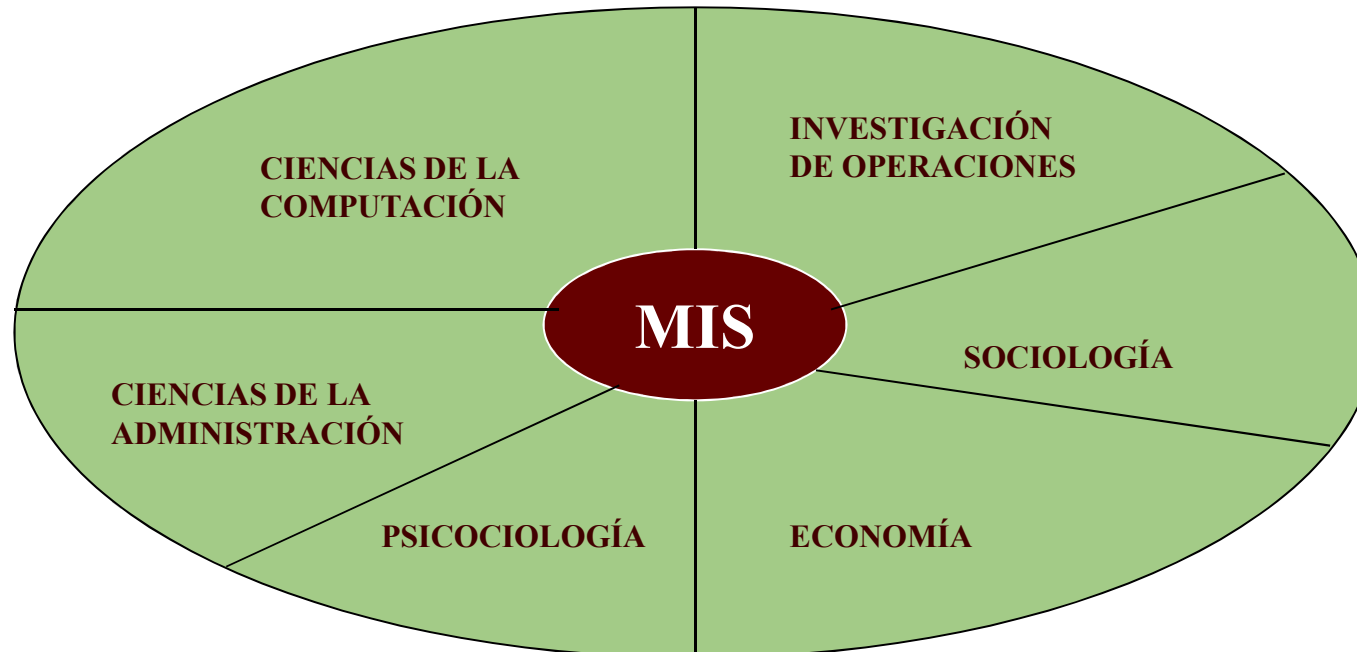 INVESTIGACIÓN
DE OPERACIONES
CIENCIAS DE LA
COMPUTACIÓN
MIS
SOCIOLOGÍA
CIENCIAS DE LA
ADMINISTRACIÓN
PSICOCIOLOGÍA
ECONOMÍA